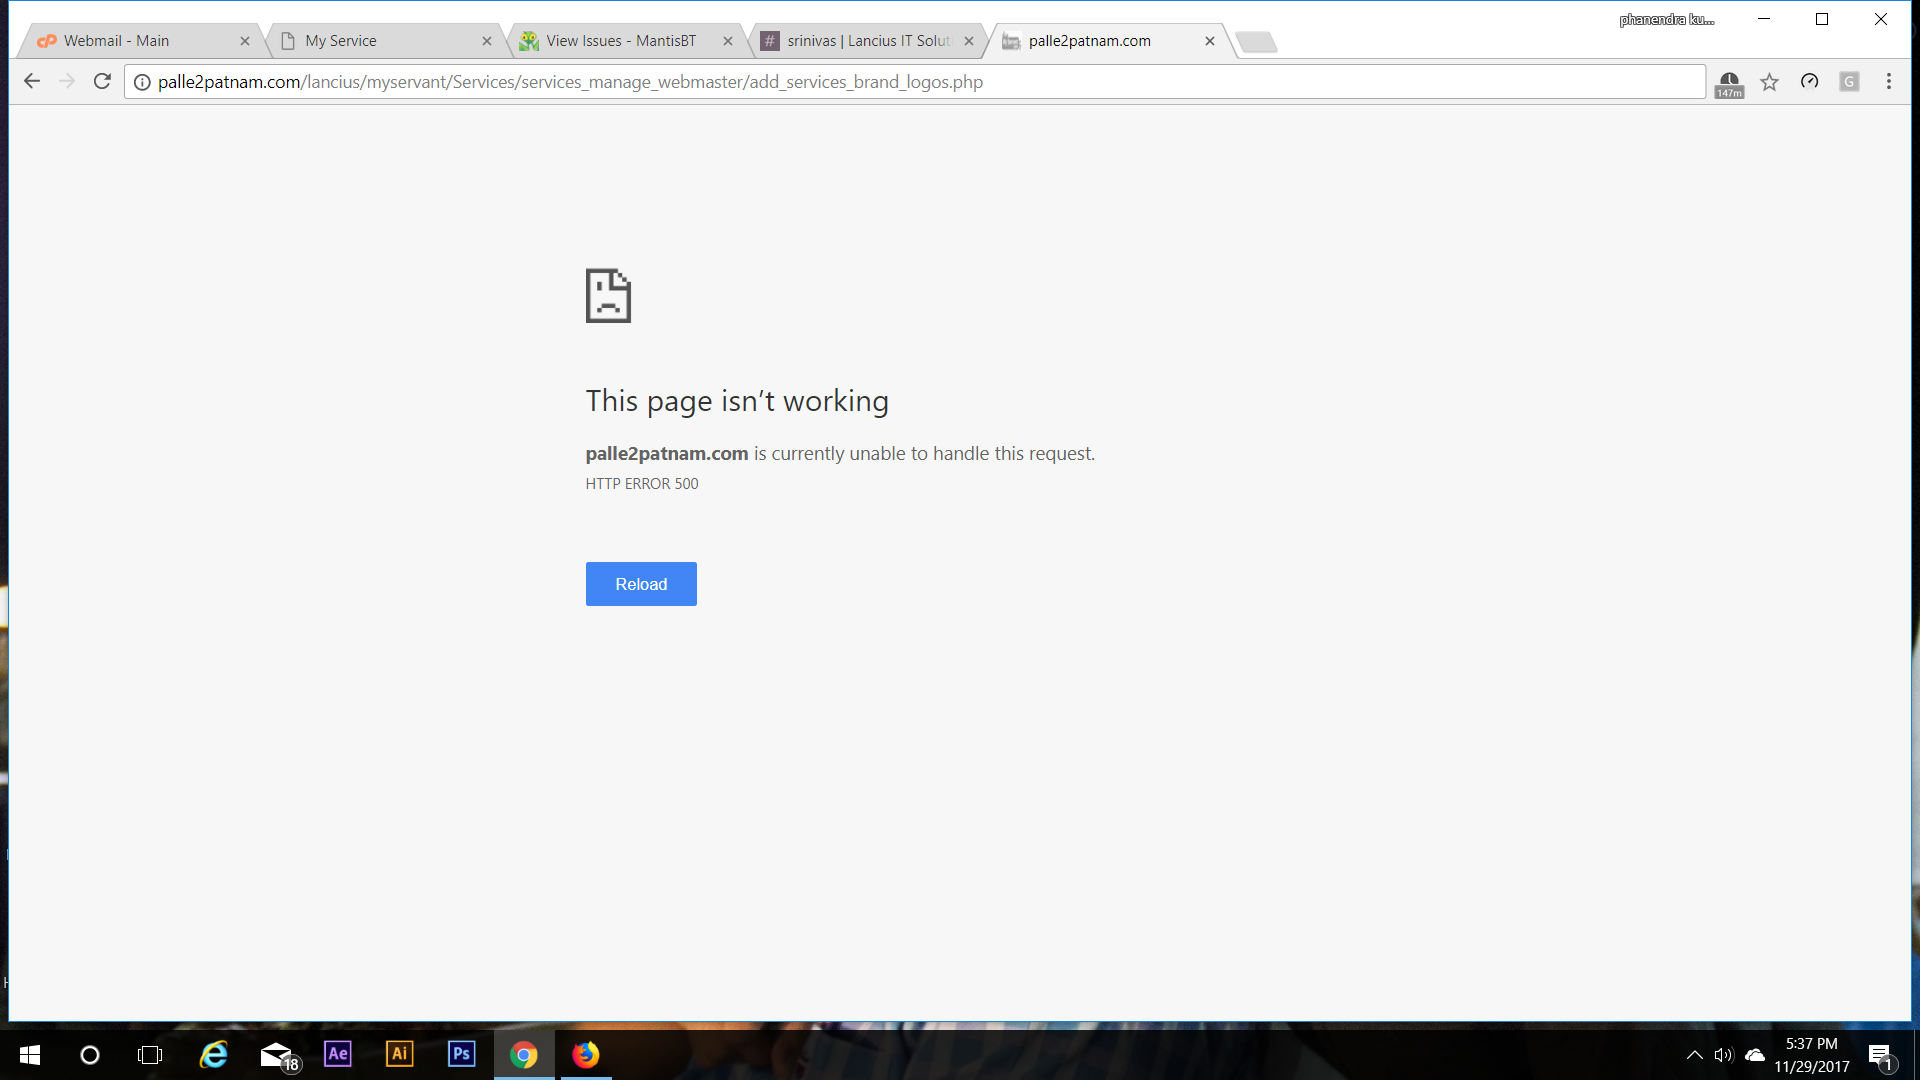 phanendra ku...
Webmail - Main
My Service
View Issues - MantisBT
# srinivas | Lancius IT Solut
palle2patnam.com
palle2patnam.com/lancius/myservant/Services/services_manage_webmaster/add_services_brand_logos.php
147m
G
This page isn’t working
palle2patnam.com is currently unable to handle this request.
HTTP ERROR 500
Reload
18
Ae
Ai
Ps
5:37 PM
11/29/2017
1